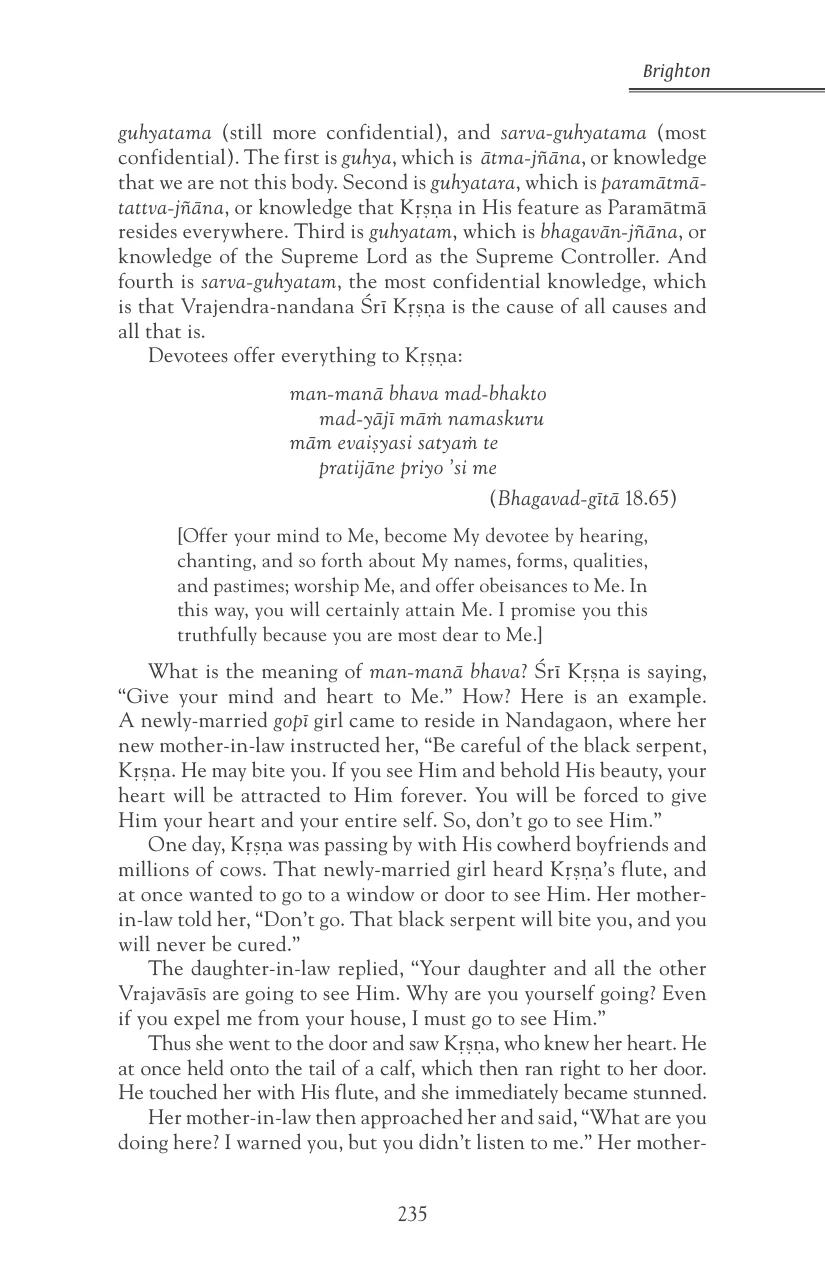 Brighton
guhyatama (still more confidential), and sarva-guhyatama (most
confidential). The first is guhya, which is ātma-jñāna, or knowledge
that we are not this body. Second is guhyatara, which is paramātmā-
tattva-jñāna, or knowledge that Kṛṣṇa in His feature as Paramātmā
resides everywhere. Third is guhyatam, which is bhagavān-jñāna, or
knowledge of the Supreme Lord as the Supreme Controller. And
fourth is sarva-guhyatam, the most confidential knowledge, which
is that Vrajendra-nandana Śrī Kṛṣṇa is the cause of all causes and
all that is.
Devotees offer everything to Kṛṣṇa:
man-manā bhava mad-bhakto
mad-yājī māṁ namaskuru
mām evaiṣyasi satyaṁ te
pratijāne priyo ’si me
(Bhagavad-gītā 18.65)
[Offer your mind to Me, become My devotee by hearing,
chanting, and so forth about My names, forms, qualities,
and pastimes; worship Me, and offer obeisances to Me. In
this way, you will certainly attain Me. I promise you this
truthfully because you are most dear to Me.]
What is the meaning of man-manā bhava? Śrī Kṛṣṇa is saying,
“Give your mind and heart to Me.” How? Here is an example.
A newly-married gopī girl came to reside in Nandagaon, where her
new mother-in-law instructed her, “Be careful of the black serpent,
Kṛṣṇa. He may bite you. If you see Him and behold His beauty, your
heart will be attracted to Him forever. You will be forced to give
Him your heart and your entire self. So, don’t go to see Him.”
One day, Kṛṣṇa was passing by with His cowherd boyfriends and
millions of cows. That newly-married girl heard Kṛṣṇa’s flute, and
at once wanted to go to a window or door to see Him. Her mother-
in-law told her, “Don’t go. That black serpent will bite you, and you
will never be cured.”
The daughter-in-law replied, “Your daughter and all the other
Vrajavāsīs are going to see Him. Why are you yourself going? Even
if you expel me from your house, I must go to see Him.”
Thus she went to the door and saw Kṛṣṇa, who knew her heart. He
at once held onto the tail of a calf, which then ran right to her door.
He touched her with His flute, and she immediately became stunned.
Her mother-in-law then approached her and said, “What are you
doing here? I warned you, but you didn’t listen to me.” Her mother-
235